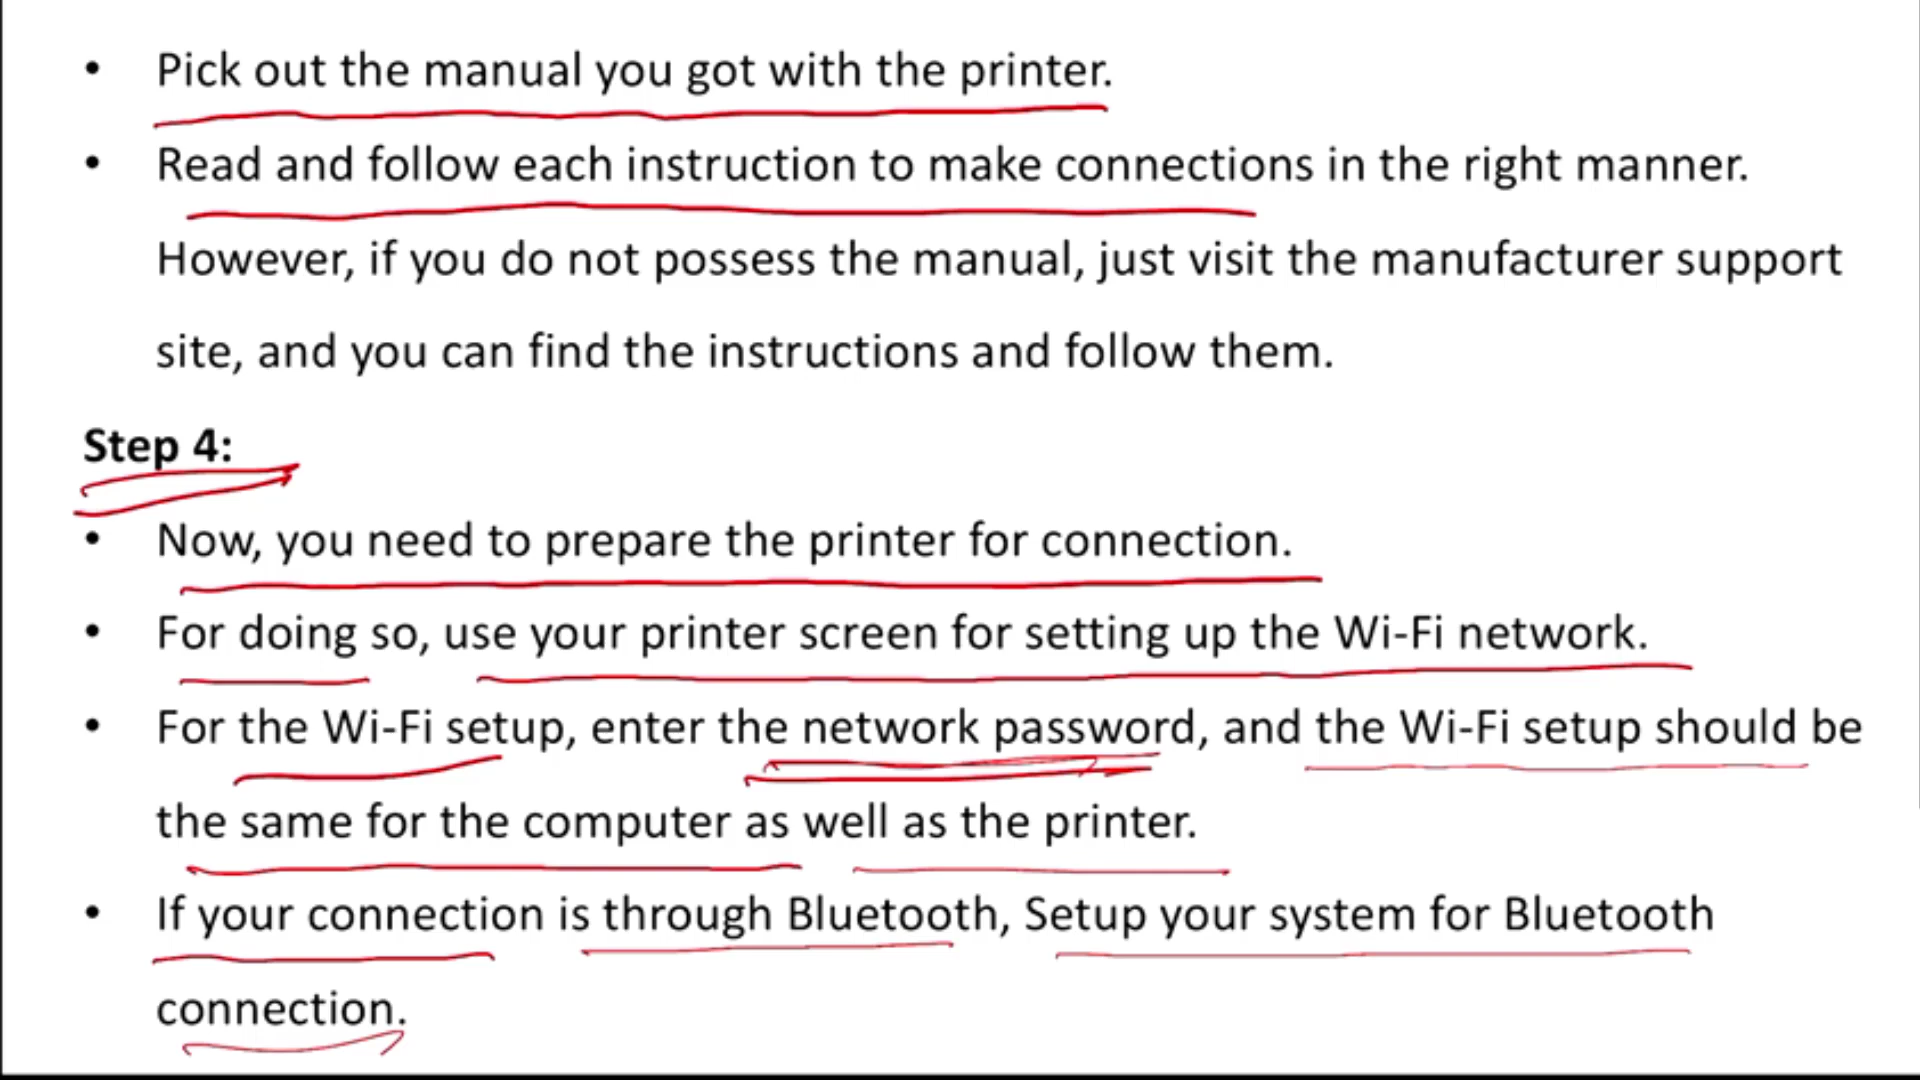 • Pick out the manual you got with the printer.
• Read and follow each instruction to make connections in the right manner.
However, if you do not possess the manual, just visit the manufacturer support
site, and you can find the instructions and follow them.
Step 4:
• Now, you need to prepare the printer for connection.
• For doing so, use your printer screen for setting up the Wi-Fi network.
• For the Wi-Fi setup, enter the network password, and the Wi-Fi setup should be
the same for the computer as well as the printer.
• If your connection is through Bluetooth, Setup your system for Bluetooth
connection.